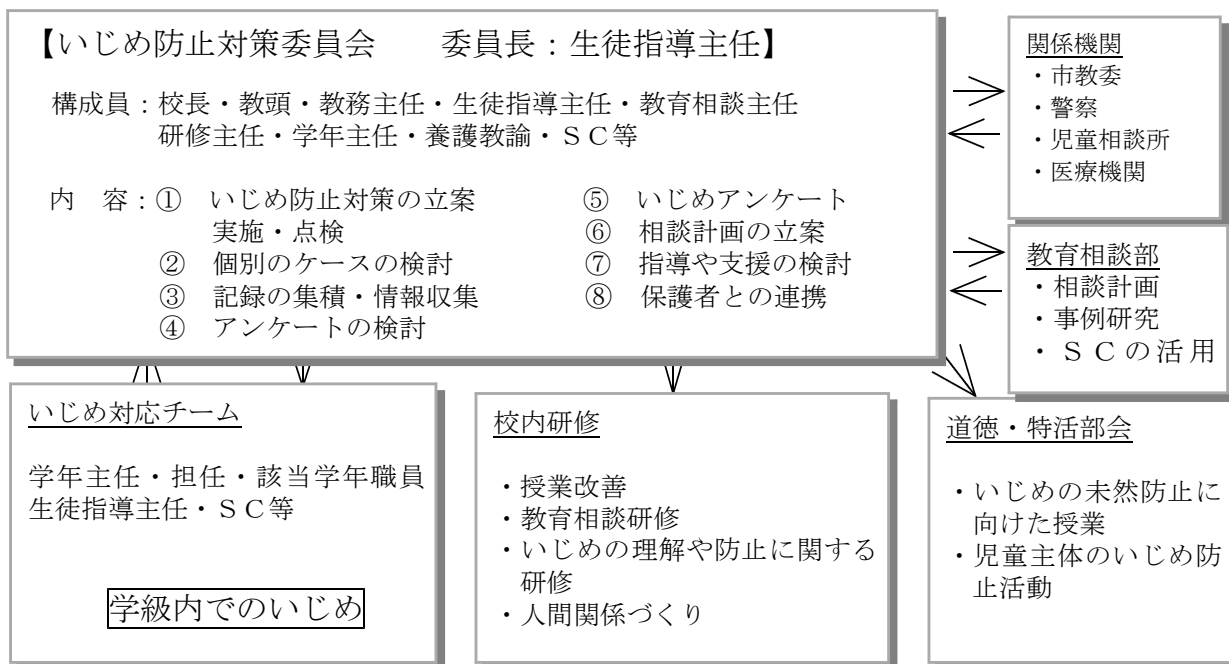 【いじめ防止対策委員会　　委員長：生徒指導主任】
構成員：校長・教頭・教務主任・生徒指導主任・教育相談主任
研修主任・学年主任・養護教諭・ＳＣ等
内　容：①　いじめ防止対策の立案
実施・点検
②　個別のケースの検討
③　記録の集積・情報収集
④　アンケートの検討
⑤　いじめアンケート
⑥　相談計画の立案
⑦　指導や支援の検討
⑧　保護者との連携
関係機関
・市教委
・警察
・児童相談所
・医療機関
教育相談部
・相談計画
・事例研究
・ＳＣの活用
いじめ対応チーム
学年主任・担任・該当学年職員
生徒指導主任・ＳＣ等
学級内でのいじめ
校内研修
・授業改善
・教育相談研修
・いじめの理解や防止に関する
研修
・人間関係づくり
道徳・特活部会
・いじめの未然防止に
向けた授業
・児童主体のいじめ防
止活動